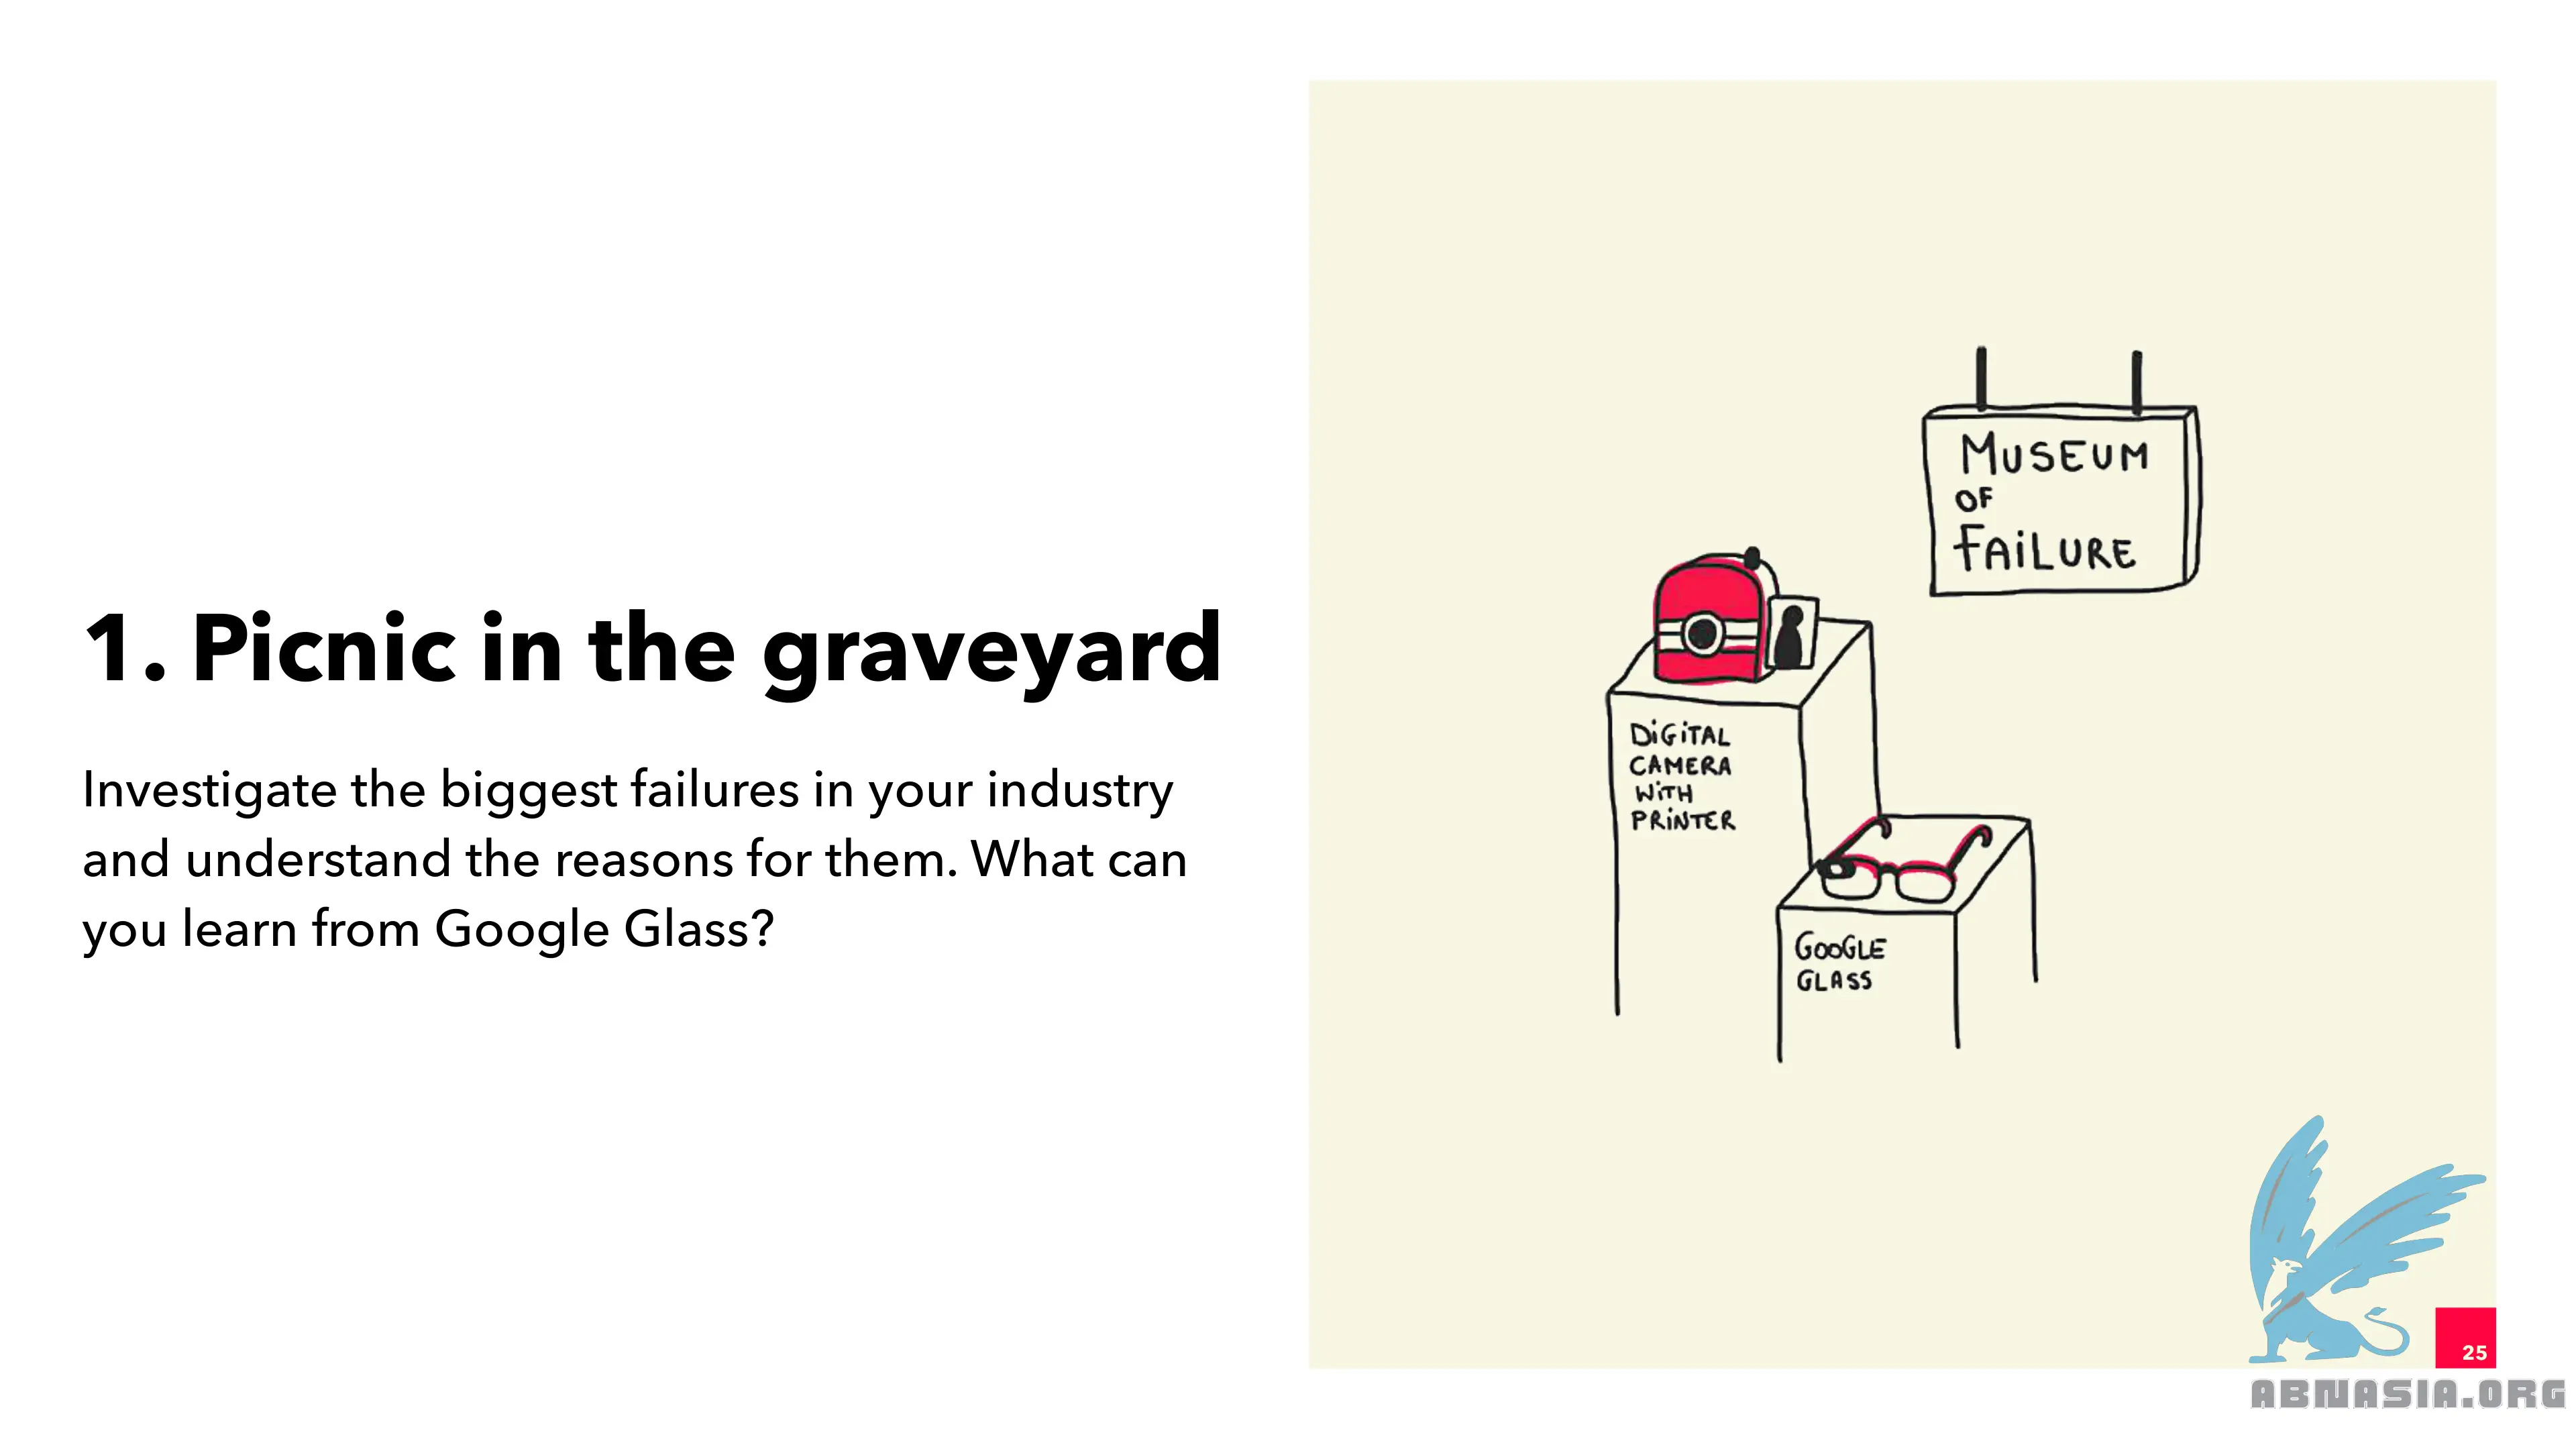 1. Picnic in the graveyard
Investigate the biggest failures in your industry
and understand the reasons for them. What can
you learn from Google Glass?
MUSEUM
OF
FAiLURE
DiGiTAL
CAMERA
WiTH
PRiNTER
GOOGLE
GLASS
25
ABNASIA.ORG